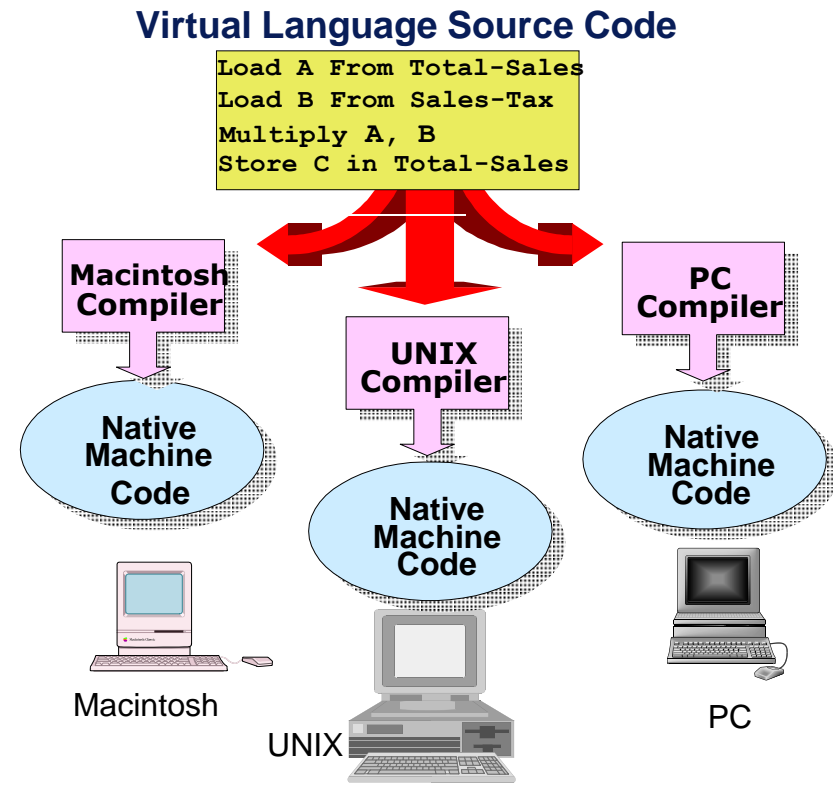 Virtual Language Source Code
Load A From Total-Sales
Load B From Sales-Tax
Multiply A, B
Store C in Total-Sales
Macintosh
Compiler
UNIX
Compiler
PC
Compiler
Native
Machine
Code
Native
Machine
Code
Native
Machine
Code
Macintosh
UNIX
PC